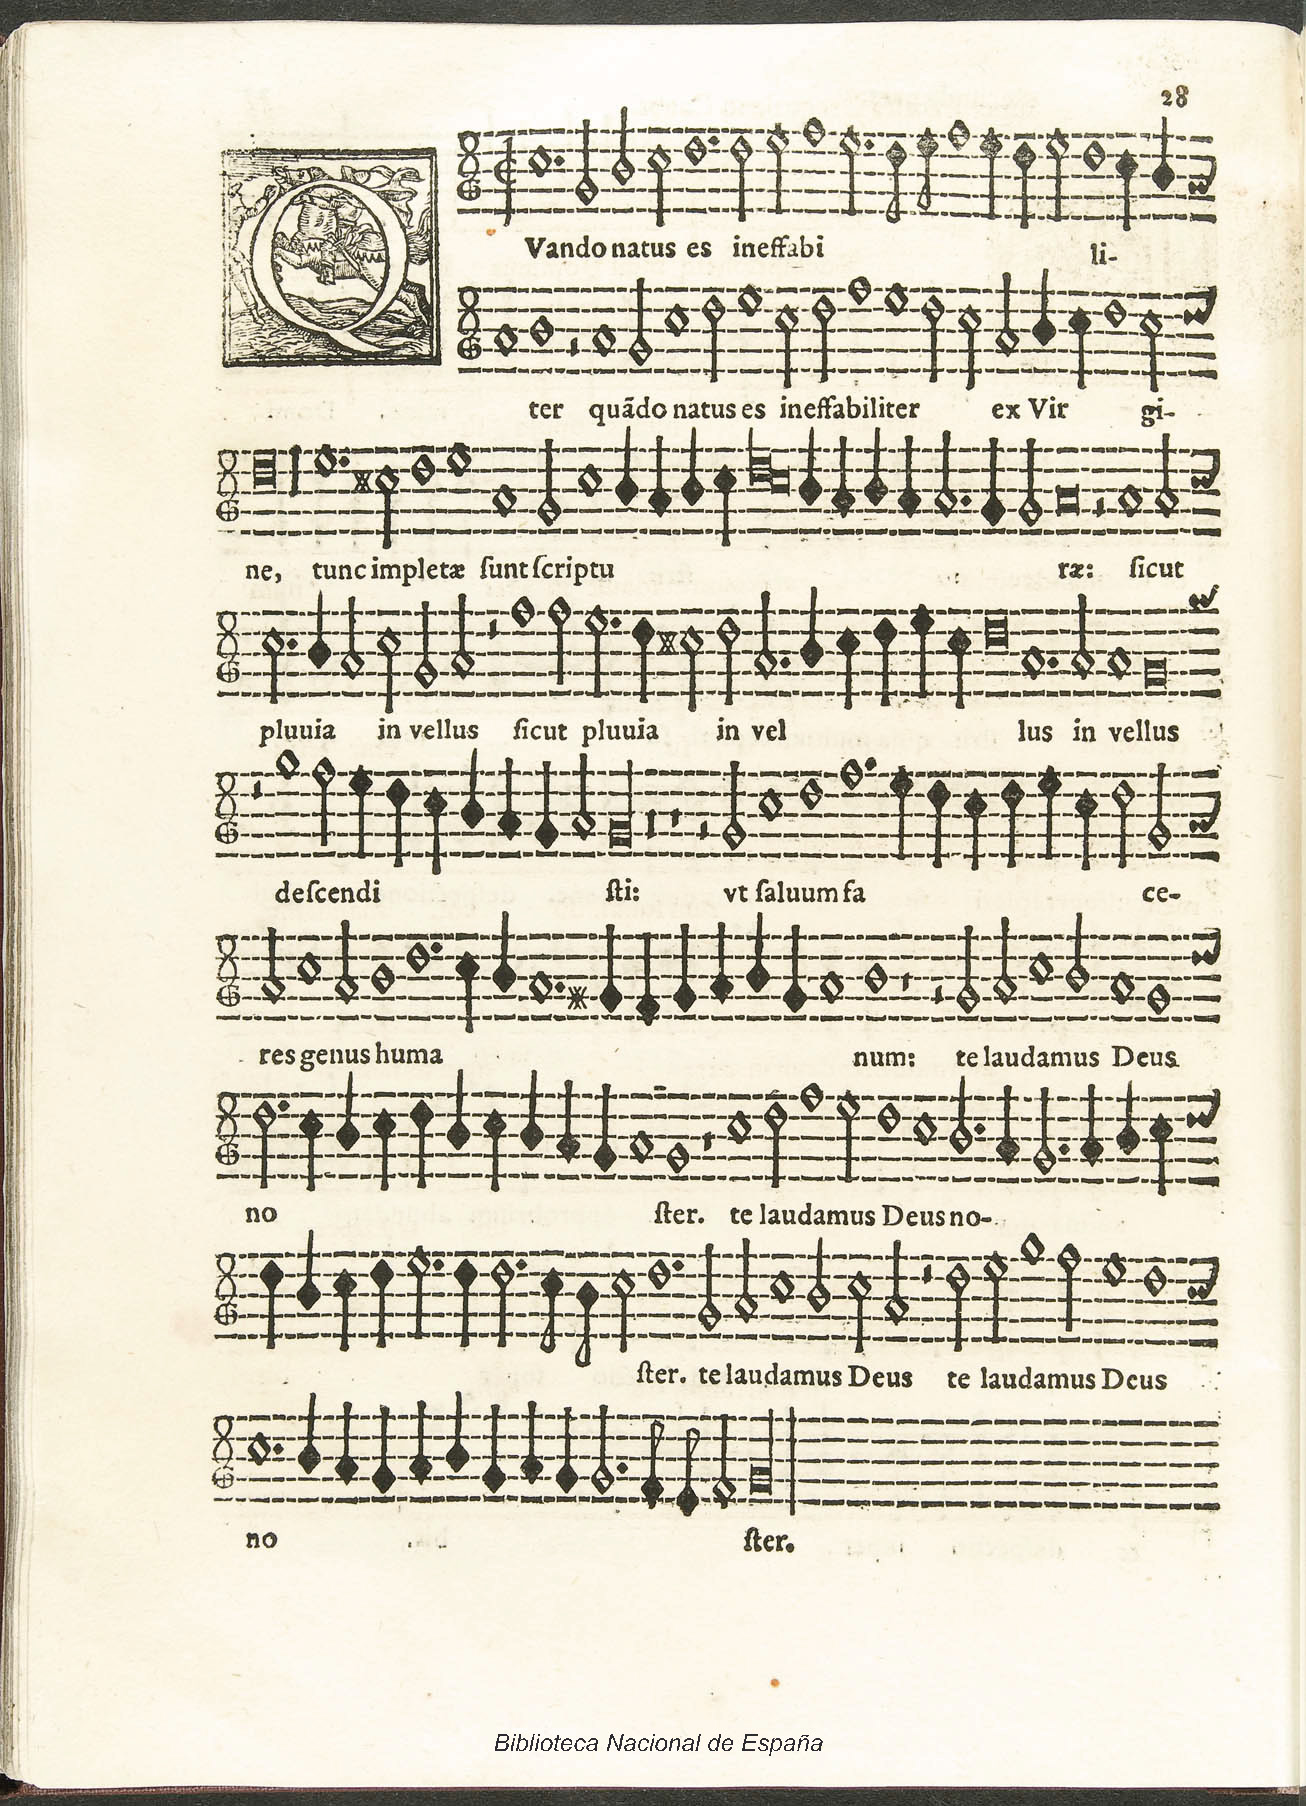 28
QVando natus es ineffabi li-
ter quãdo natus es ineffabiliter ex Vir gi-
ne, tunc impletæ ſunt ſcriptu ræ: ſicut
pluuia in vellus ſicut pluuia in vel lus in vellus
deſcendi ſti: vt ſaluum fa ce-
res genus huma num: te laudamus Deus
no ſter. te laudamus Deus no-
ſter. te laudamus Deus te laudamus Deus
no ſter.
Biblioteca Nacional de España